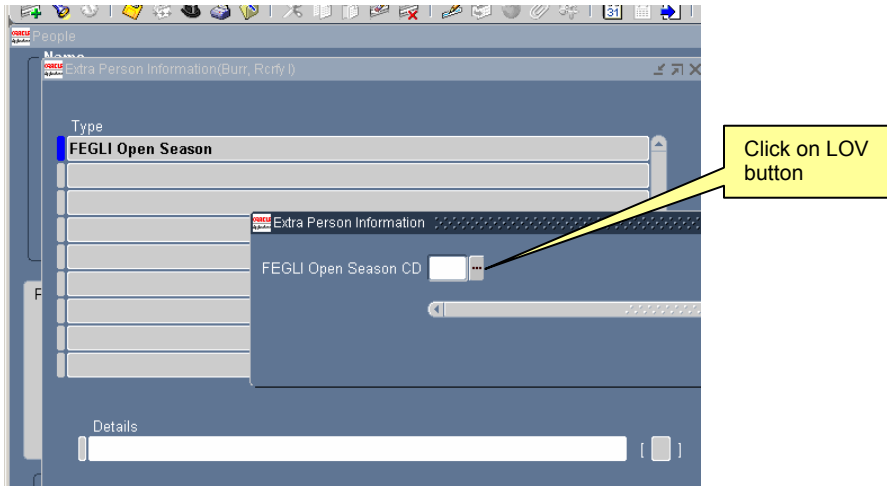 31
People
Name
Extra Person Information(Burr, Rcrfy I)
Type
FEGLI Open Season
Click on LOV
button
Extra Person Information
FEGLI Open Season CD
Details
[ ]